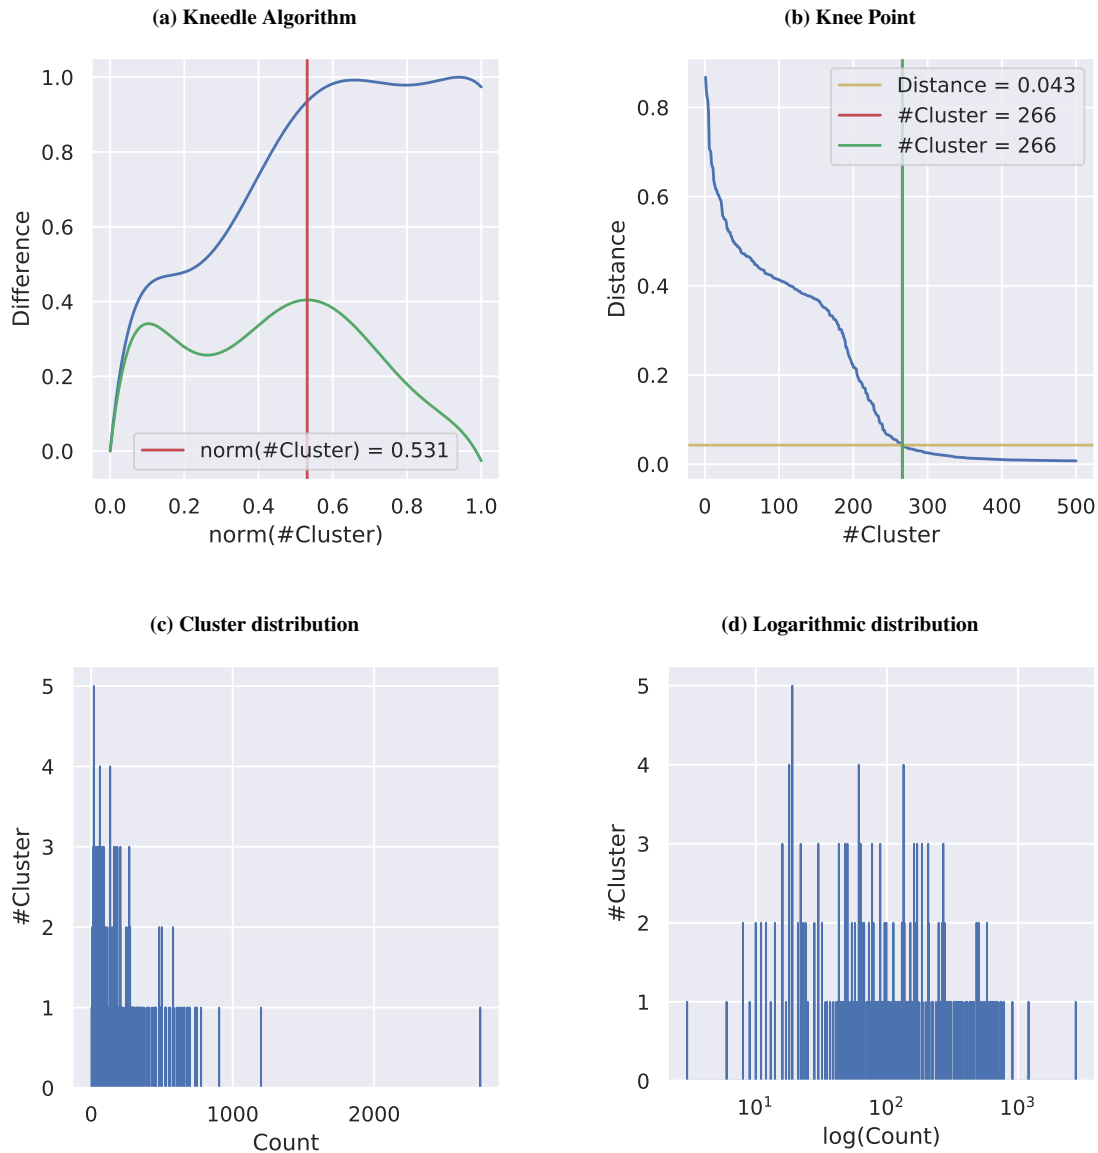 (a) Kneedle Algorithm
Difference
1.0
0.8
0.6
0.4
0.2
0.0
norm(#Cluster) = 0.531
0.0 0.2 0.4 0.6 0.8 1.0
norm(#Cluster)
(b) Knee Point
Distance
0.8
0.6
0.4
0.2
0.0
Distance = 0.043
#Cluster = 266
#Cluster = 266
0 100 200 300 400 500
#Cluster
(c) Cluster distribution
#Cluster
5
4
3
2
1
0
0 1000 2000
Count
(d) Logarithmic distribution
#Cluster
5
4
3
2
1
0
10¹ 10² 10³
log(Count)